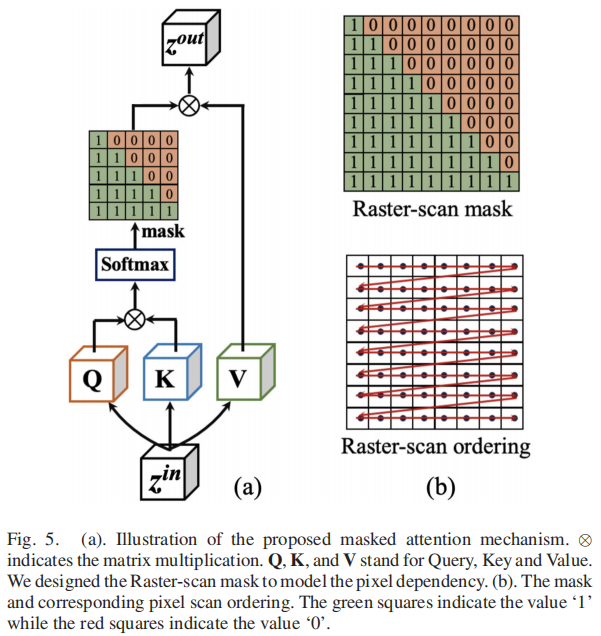 z^out
1 0 0 0 0
1 1 0 0 0
1 1 1 0 0
1 1 1 1 0
1 1 1 1 1
mask
Softmax
Q K V
z^in
(a)
1 0 0 0 0 0 0 0 0
1 1 0 0 0 0 0 0 0
1 1 1 0 0 0 0 0 0
1 1 1 1 0 0 0 0 0
1 1 1 1 1 0 0 0 0
1 1 1 1 1 1 0 0 0
1 1 1 1 1 1 1 0 0
1 1 1 1 1 1 1 1 0
1 1 1 1 1 1 1 1 1
Raster-scan mask
Raster-scan ordering
(b)
Fig. 5. (a). Illustration of the proposed masked attention mechanism. ⊗
indicates the matrix multiplication. Q, K, and V stand for Query, Key and Value.
We designed the Raster-scan mask to model the pixel dependency. (b). The mask
and corresponding pixel scan ordering. The green squares indicate the value ‘1’
while the red squares indicate the value ‘0’.